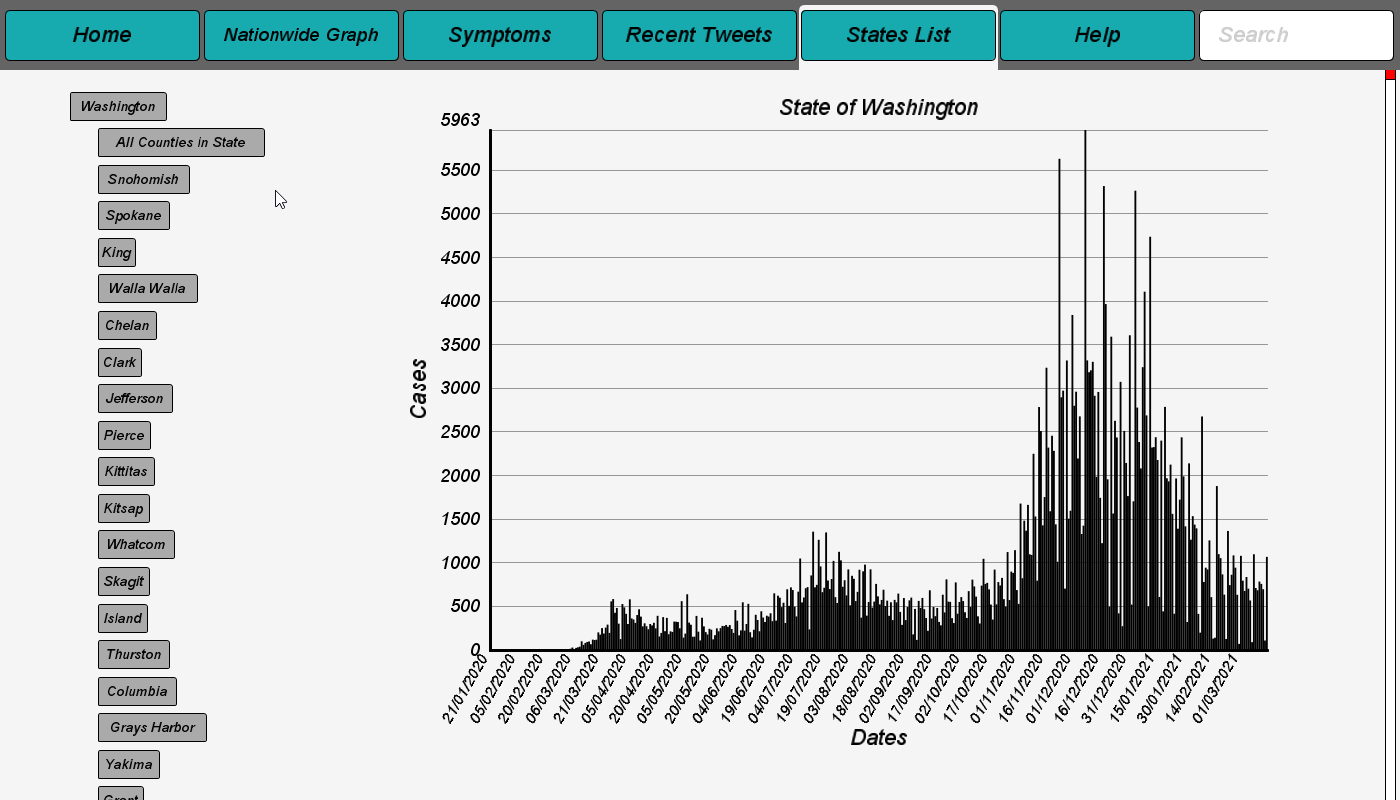 Home
Nationwide Graph
Symptoms
Recent Tweets
States List
Help
Search
Washington
All Counties in State
Snohomish
Spokane
King
Walla Walla
Chelan
Clark
Jefferson
Pierce
Kittitas
Kitsap
Whatcom
Skagit
Island
Thurston
Columbia
Grays Harbor
Yakima
Grant
State of Washington
5963
5500
5000
4500
4000
3500
3000
2500
2000
1500
1000
500
0
Cases
21/01/2020
05/02/2020
20/02/2020
06/03/2020
21/03/2020
05/04/2020
20/04/2020
05/05/2020
20/05/2020
04/06/2020
19/06/2020
04/07/2020
19/07/2020
03/08/2020
18/08/2020
02/09/2020
17/09/2020
02/10/2020
17/10/2020
01/11/2020
16/11/2020
01/12/2020
16/12/2020
31/12/2020
15/01/2021
30/01/2021
14/02/2021
01/03/2021
Dates